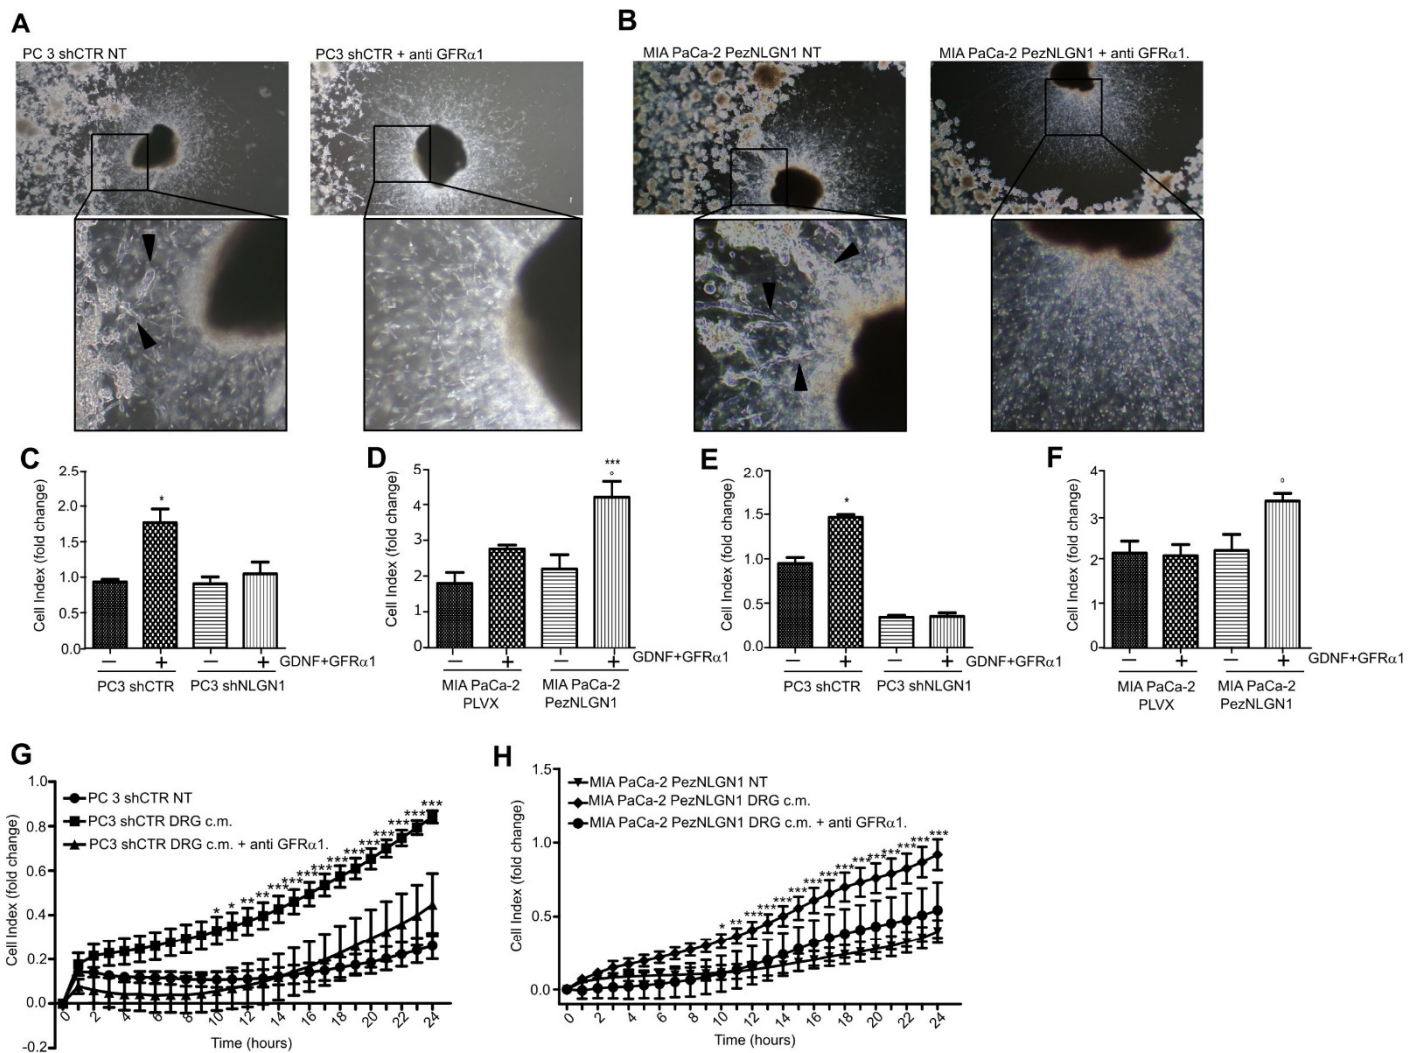 A
B
PC 3 shCTR NT
PC3 shCTR + anti GFRα1
MIA PaCa-2 PezNLGN1 NT
MIA PaCa-2 PezNLGN1 + anti GFRα1.
C
Cell Index (fold change)
2.5
2.0
1.5
1.0
0.5
0.0
*
– + – + GDNF+GFRα1
PC3 shCTR PC3 shNLGN1
D
Cell Index (fold change)
5
4
3
2
1
0
***
°
– + – + GDNF+GFRα1
MIA PaCa-2 MIA PaCa-2
PLVX PezNLGN1
E
Cell Index (fold change)
2.0
1.5
1.0
0.5
0.0
*
– + – + GDNF+GFRα1
PC3 shCTR PC3 shNLGN1
F
Cell Index (fold change)
4
3
2
1
0
°
– + – + GDNF+GFRα1
MIA PaCa-2 MIA PaCa-2
PLVX PezNLGN1
G
Cell Index (fold change)
1.0
0.8
0.6
0.4
0.2
0.0
-0.2
PC 3 shCTR NT
PC3 shCTR DRG c.m.
PC3 shCTR DRG c.m. + anti GFRα1.
* * ** ** *** *** *** *** *** *** *** *** *** *** ***
0 2 4 6 8 10 12 14 16 18 20 22 24
Time (hours)
H
Cell Index (fold change)
1.5
1.0
0.5
0.0
MIA PaCa-2 PezNLGN1 NT
MIA PaCa-2 PezNLGN1 DRG c.m.
MIA PaCa-2 PezNLGN1 DRG c.m. + anti GFRα1.
* ** *** *** *** *** *** *** *** *** *** *** *** *** ***
0 2 4 6 8 10 12 14 16 18 20 22 24
Time (hours)